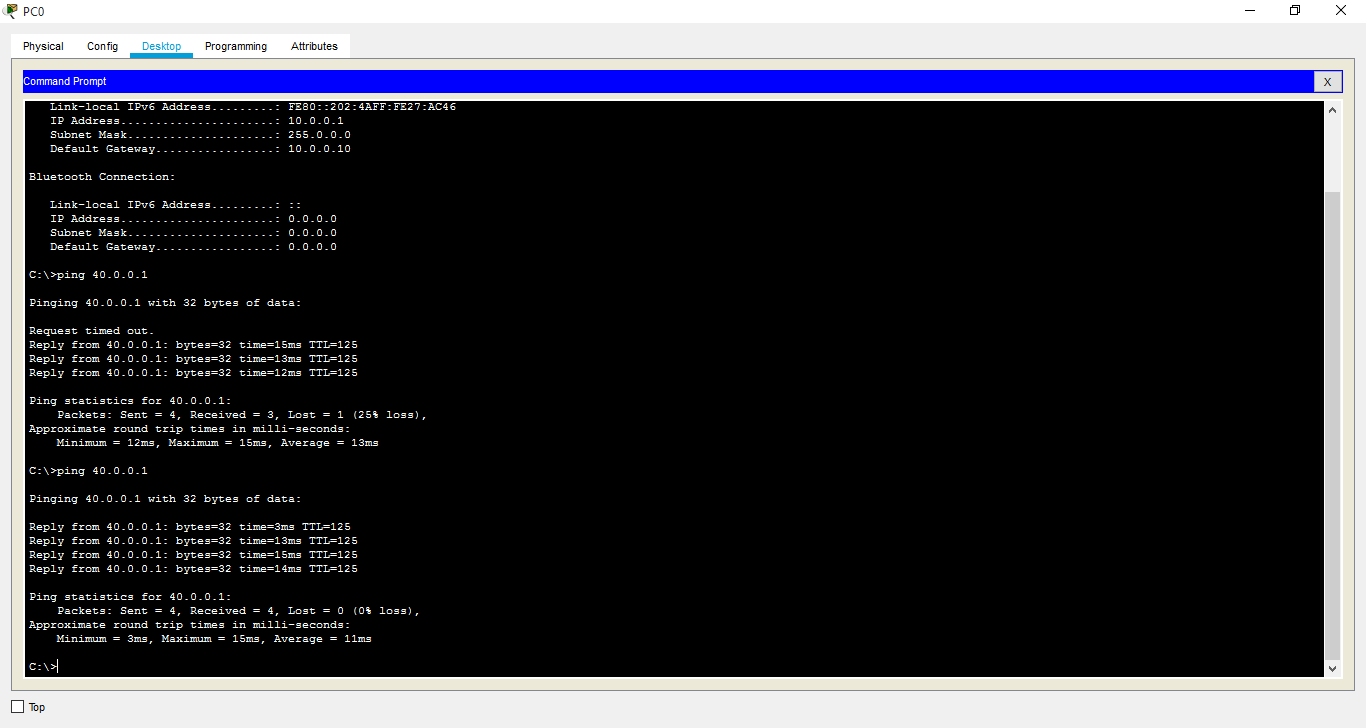 PC0
Physical Config Desktop Programming Attributes
Command Prompt X
Link-local IPv6 Address.........: FE80::202:4AFF:FE27:AC46
IP Address......................: 10.0.0.1
Subnet Mask.....................: 255.0.0.0
Default Gateway.................: 10.0.0.10
Bluetooth Connection:
Link-local IPv6 Address.........: ::
IP Address......................: 0.0.0.0
Subnet Mask.....................: 0.0.0.0
Default Gateway.................: 0.0.0.0
C:\>ping 40.0.0.1
Pinging 40.0.0.1 with 32 bytes of data:
Request timed out.
Reply from 40.0.0.1: bytes=32 time=15ms TTL=125
Reply from 40.0.0.1: bytes=32 time=13ms TTL=125
Reply from 40.0.0.1: bytes=32 time=12ms TTL=125
Ping statistics for 40.0.0.1:
Packets: Sent = 4, Received = 3, Lost = 1 (25% loss),
Approximate round trip times in milli-seconds:
Minimum = 12ms, Maximum = 15ms, Average = 13ms
C:\>ping 40.0.0.1
Pinging 40.0.0.1 with 32 bytes of data:
Reply from 40.0.0.1: bytes=32 time=3ms TTL=125
Reply from 40.0.0.1: bytes=32 time=13ms TTL=125
Reply from 40.0.0.1: bytes=32 time=15ms TTL=125
Reply from 40.0.0.1: bytes=32 time=14ms TTL=125
Ping statistics for 40.0.0.1:
Packets: Sent = 4, Received = 4, Lost = 0 (0% loss),
Approximate round trip times in milli-seconds:
Minimum = 3ms, Maximum = 15ms, Average = 11ms
C:\>
Top